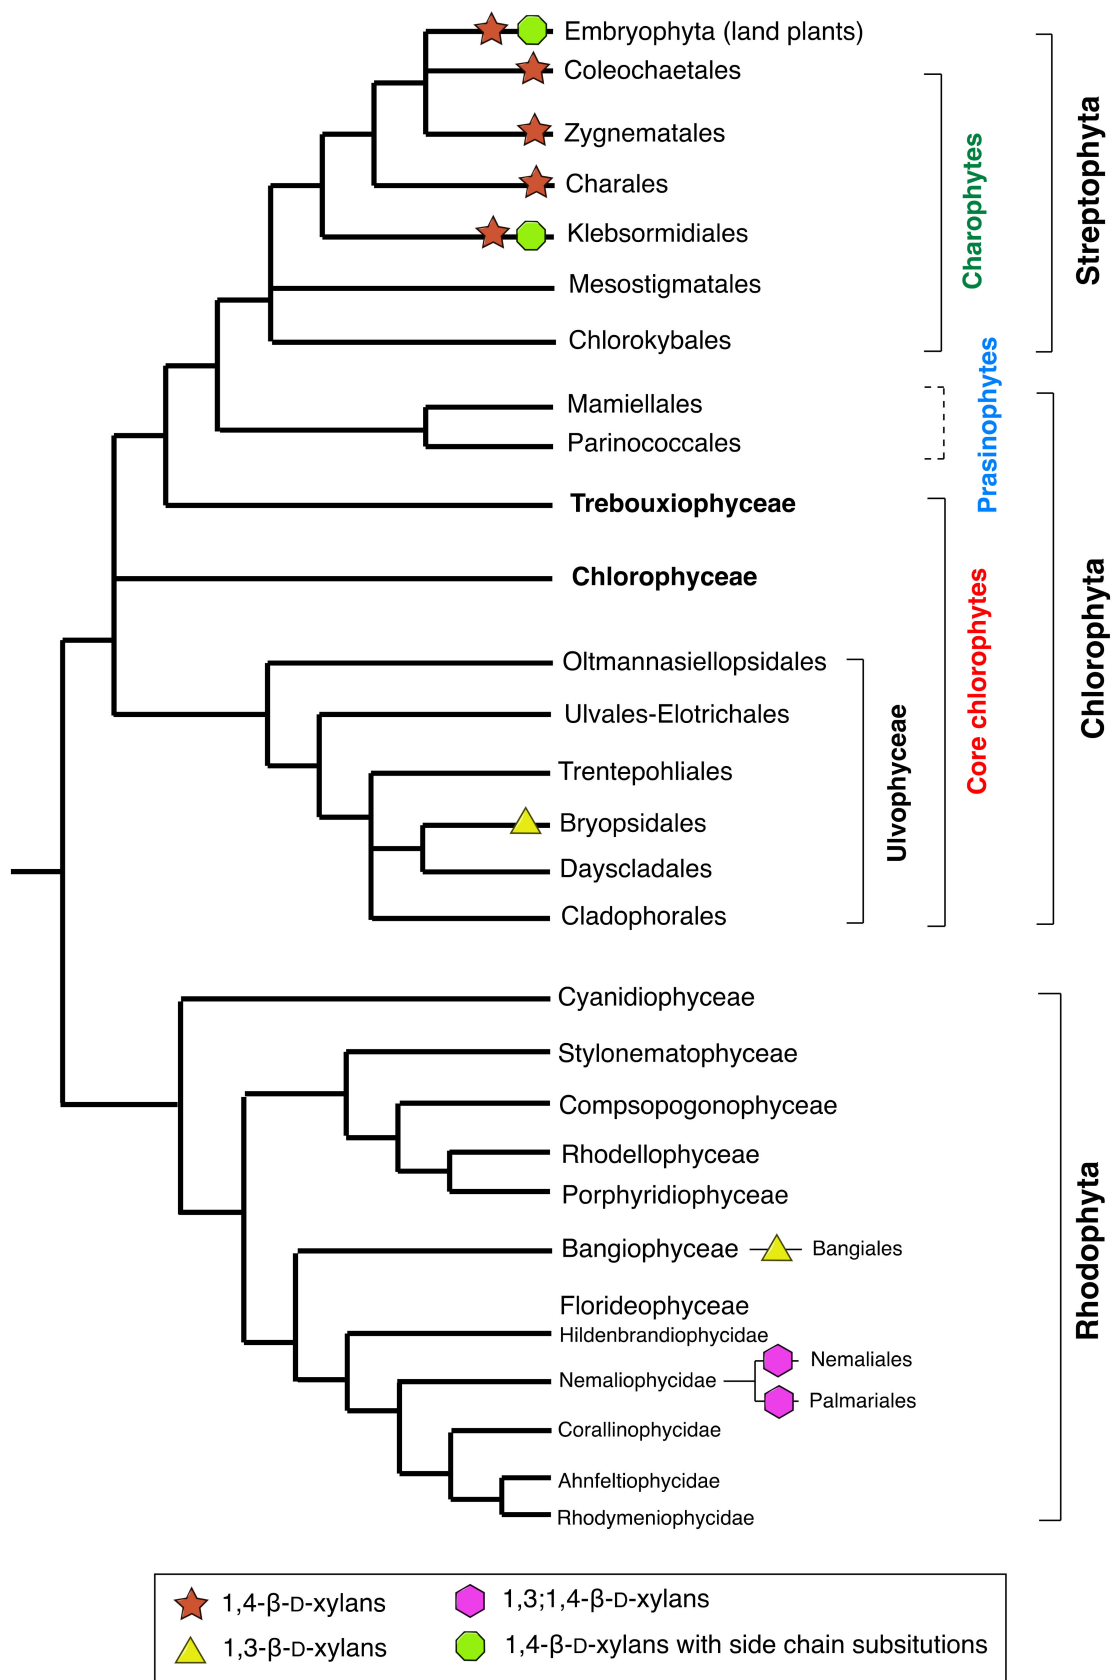 Embryophyta (land plants)
Coleochaetales
Zygnematales
Charales
Klebsormidiales
Mesostigmatales
Chlorokybales
Charophytes
Streptophyta
Mamiellales
Parinococcales
Prasinophytes
Trebouxiophyceae
Chlorophyceae
Oltmannasiellopsidales
Ulvales-Elotrichales
Trentepohliales
Bryopsidales
Dayscladales
Cladophorales
Ulvophyceae
Core chlorophytes
Chlorophyta
Cyanidiophyceae
Stylonematophyceae
Compsopogonophyceae
Rhodellophyceae
Porphyridiophyceae
Bangiophyceae
Bangiales
Florideophyceae
Hildenbrandiophycidae
Nemaliophycidae
Nemaliales
Palmariales
Corallinophycidae
Ahnfeltiophycidae
Rhodymeniophycidae
Rhodophyta
1,4-β-D-xylans
1,3;1,4-β-D-xylans
1,3-β-D-xylans
1,4-β-D-xylans with side chain subsitutions